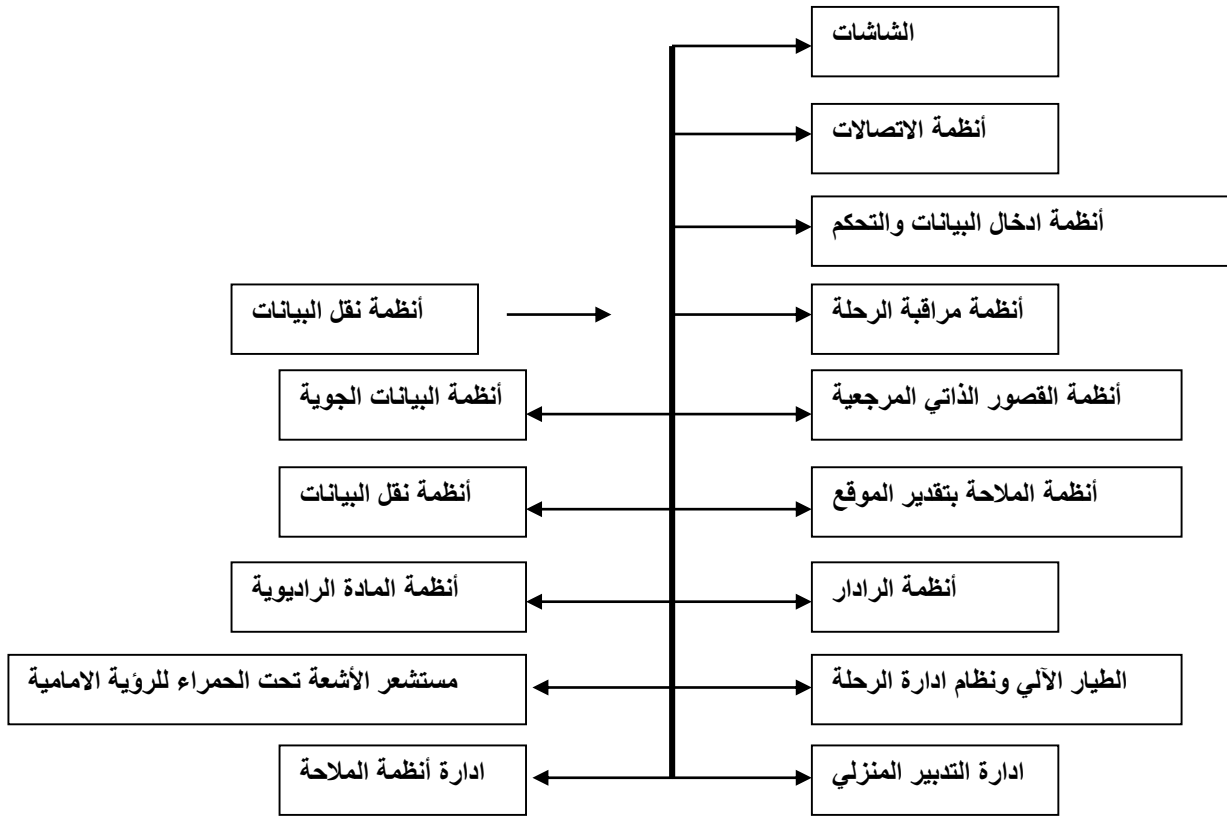 الشاشات
أنظمة الاتصالات
أنظمة ادخال البيانات والتحكم
أنظمة مراقبة الرحلة
أنظمة نقل البيانات
أنظمة القصور الذاتي المرجعية
أنظمة البيانات الجوية
أنظمة الملاحة بتقدير الموقع
أنظمة نقل البيانات
أنظمة الرادار
أنظمة المادة الراديوية
الطيار الآلي ونظام ادارة الرحلة
مستشعر الأشعة تحت الحمراء للرؤية الامامية
ادارة التدبير المنزلي
ادارة أنظمة الملاحة